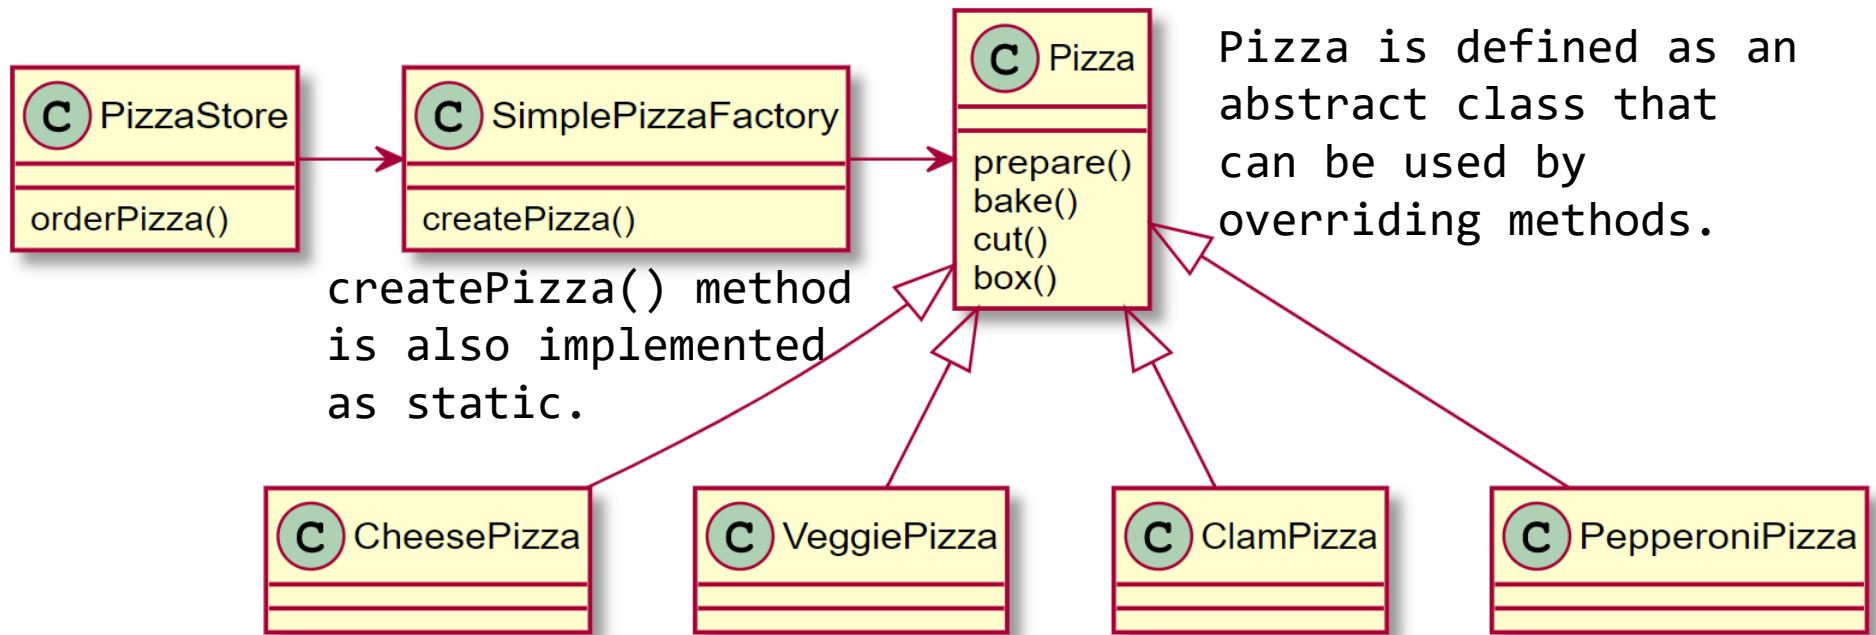 C PizzaStore
orderPizza()
C SimplePizzaFactory
createPizza()
C Pizza
prepare()
bake()
cut()
box()
Pizza is defined as an
abstract class that
can be used by
overriding methods.
createPizza() method
is also implemented
as static.
C CheesePizza
C VeggiePizza
C ClamPizza
C PepperoniPizza